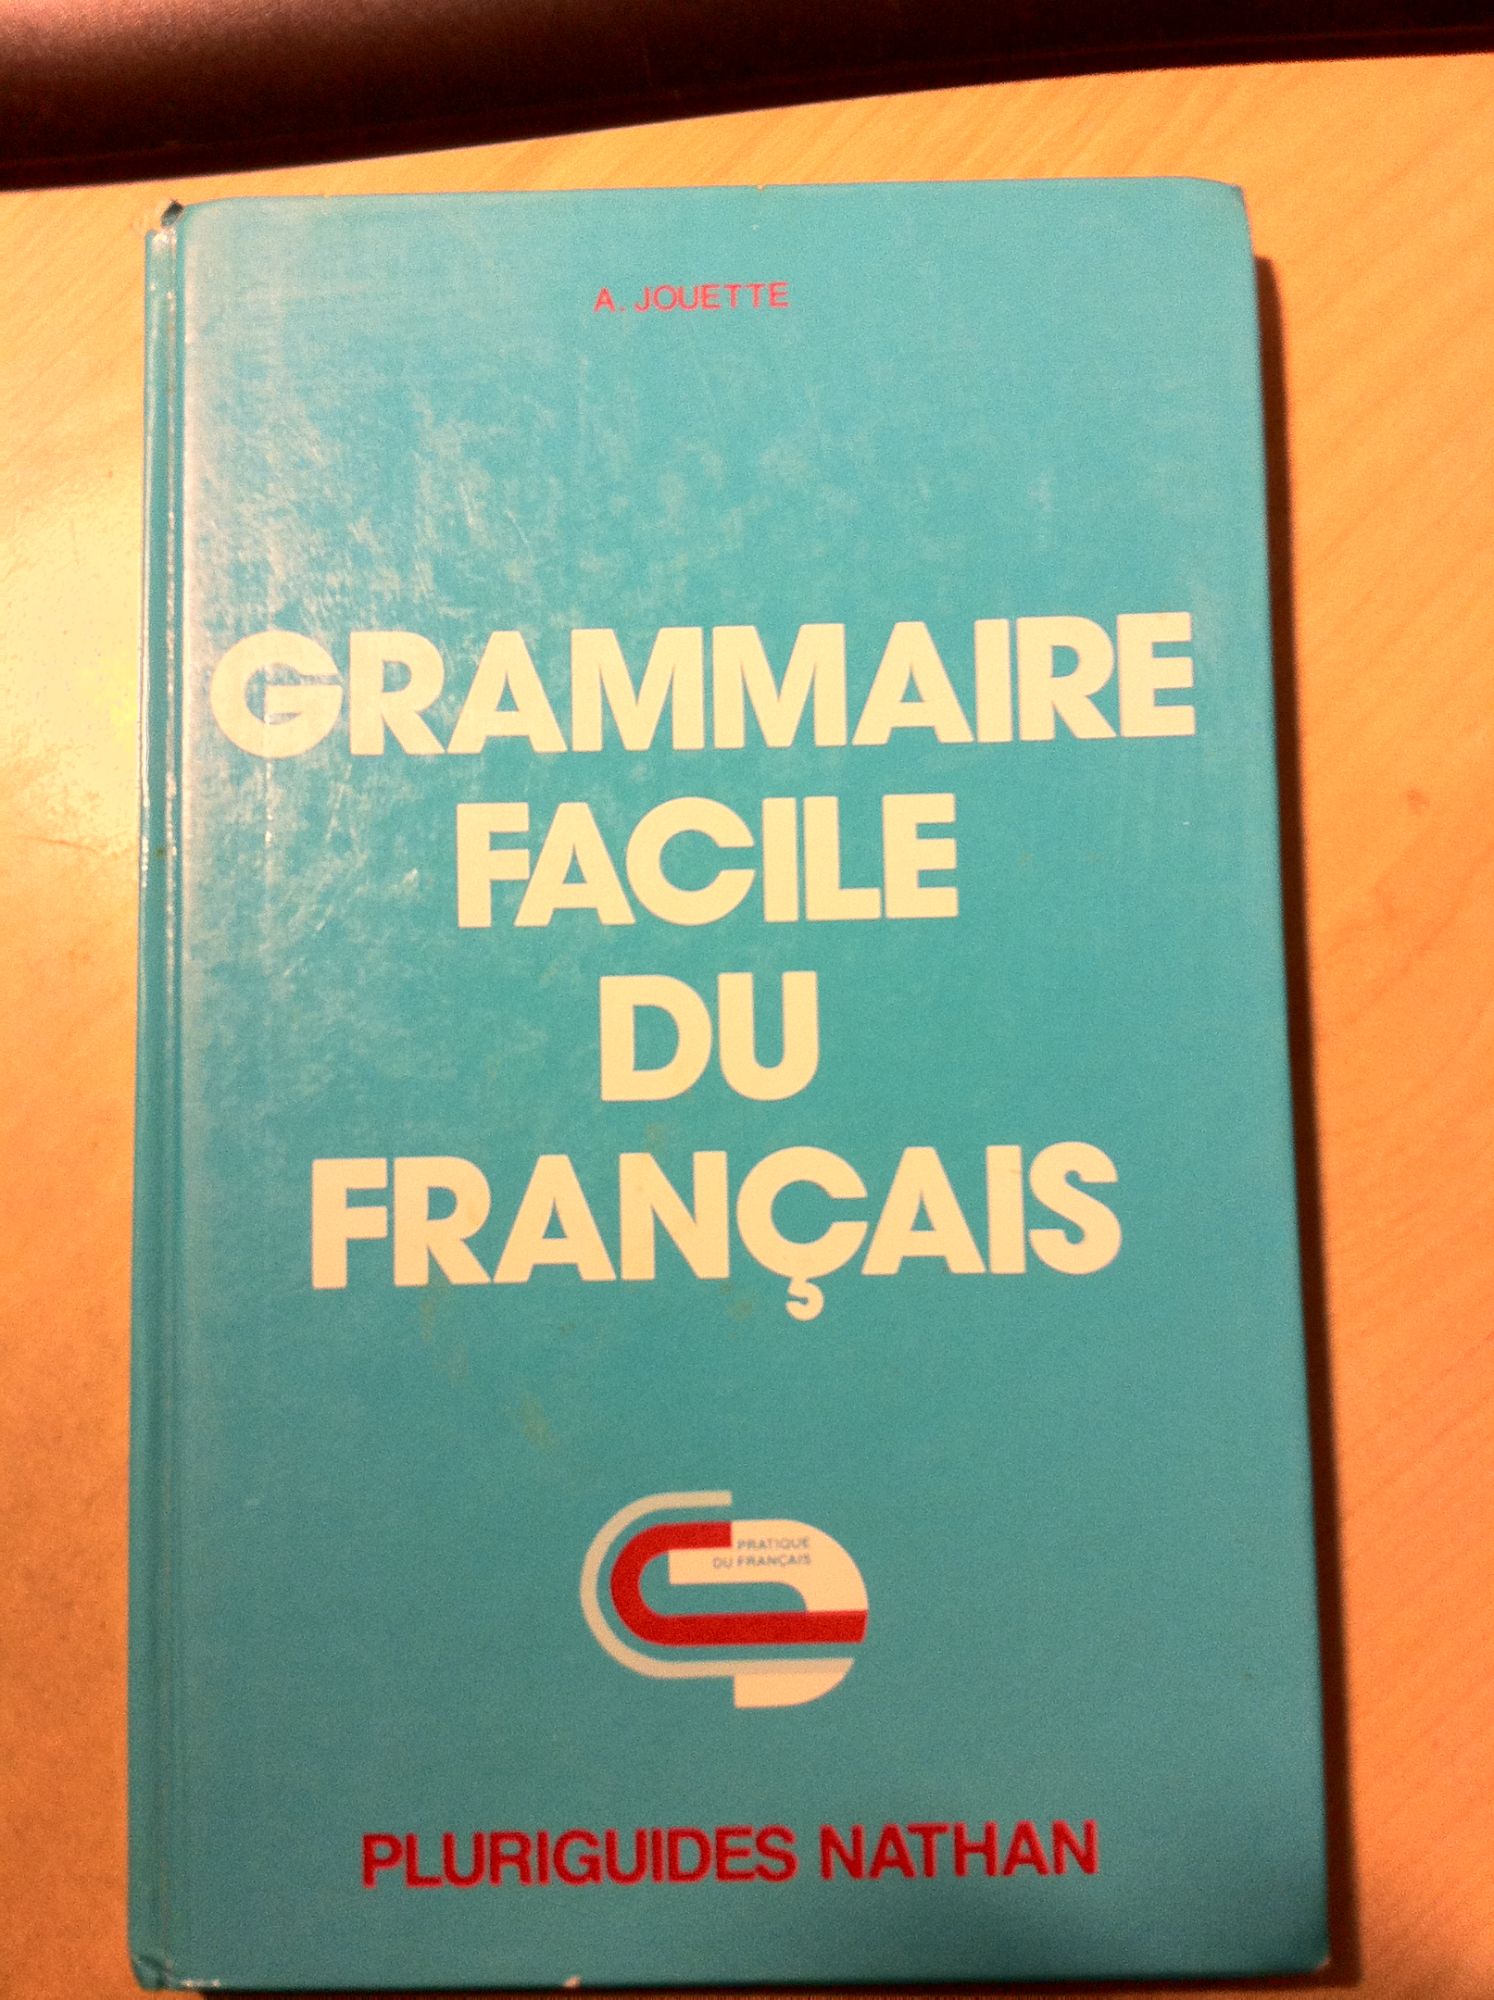 A. JOUETTE
GRAMMAIRE
FACILE
DU
FRANÇAIS
PRATIQUE
DU FRANÇAIS
PLURIGUIDES NATHAN